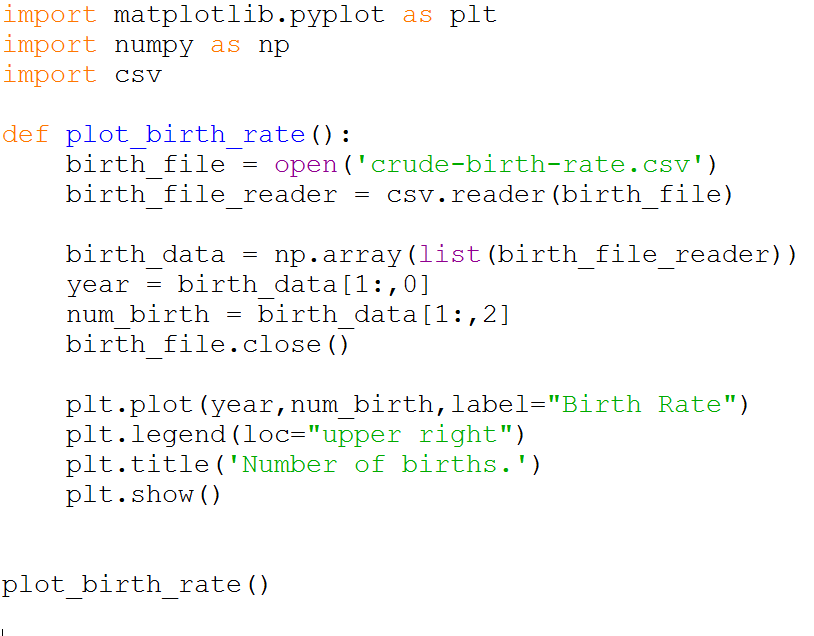 import matplotlib.pyplot as plt
import numpy as np
import csv
def plot_birth_rate():
    birth_file = open('crude-birth-rate.csv')
    birth_file_reader = csv.reader(birth_file)
    birth_data = np.array(list(birth_file_reader))
    year = birth_data[1:,0]
    num_birth = birth_data[1:,2]
    birth_file.close()
    plt.plot(year,num_birth,label="Birth Rate")
    plt.legend(loc="upper right")
    plt.title('Number of births.')
    plt.show()
plot_birth_rate()